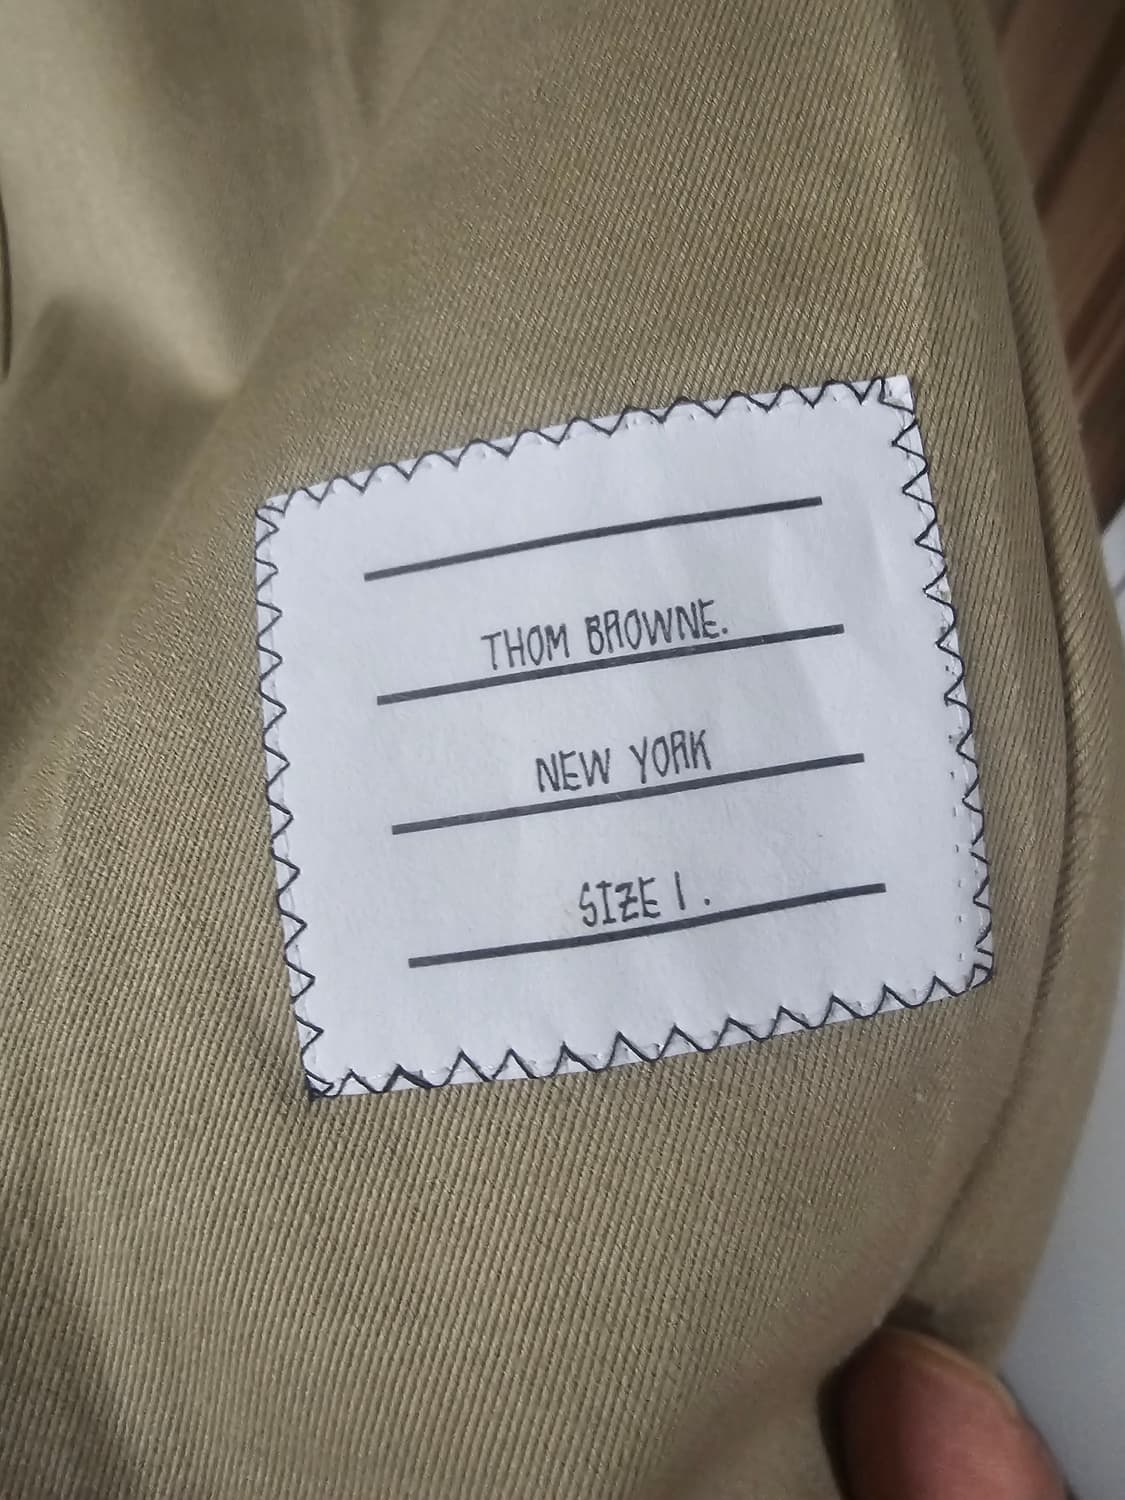 THOM BROWNE.
NEW YORK
SIZE 1.